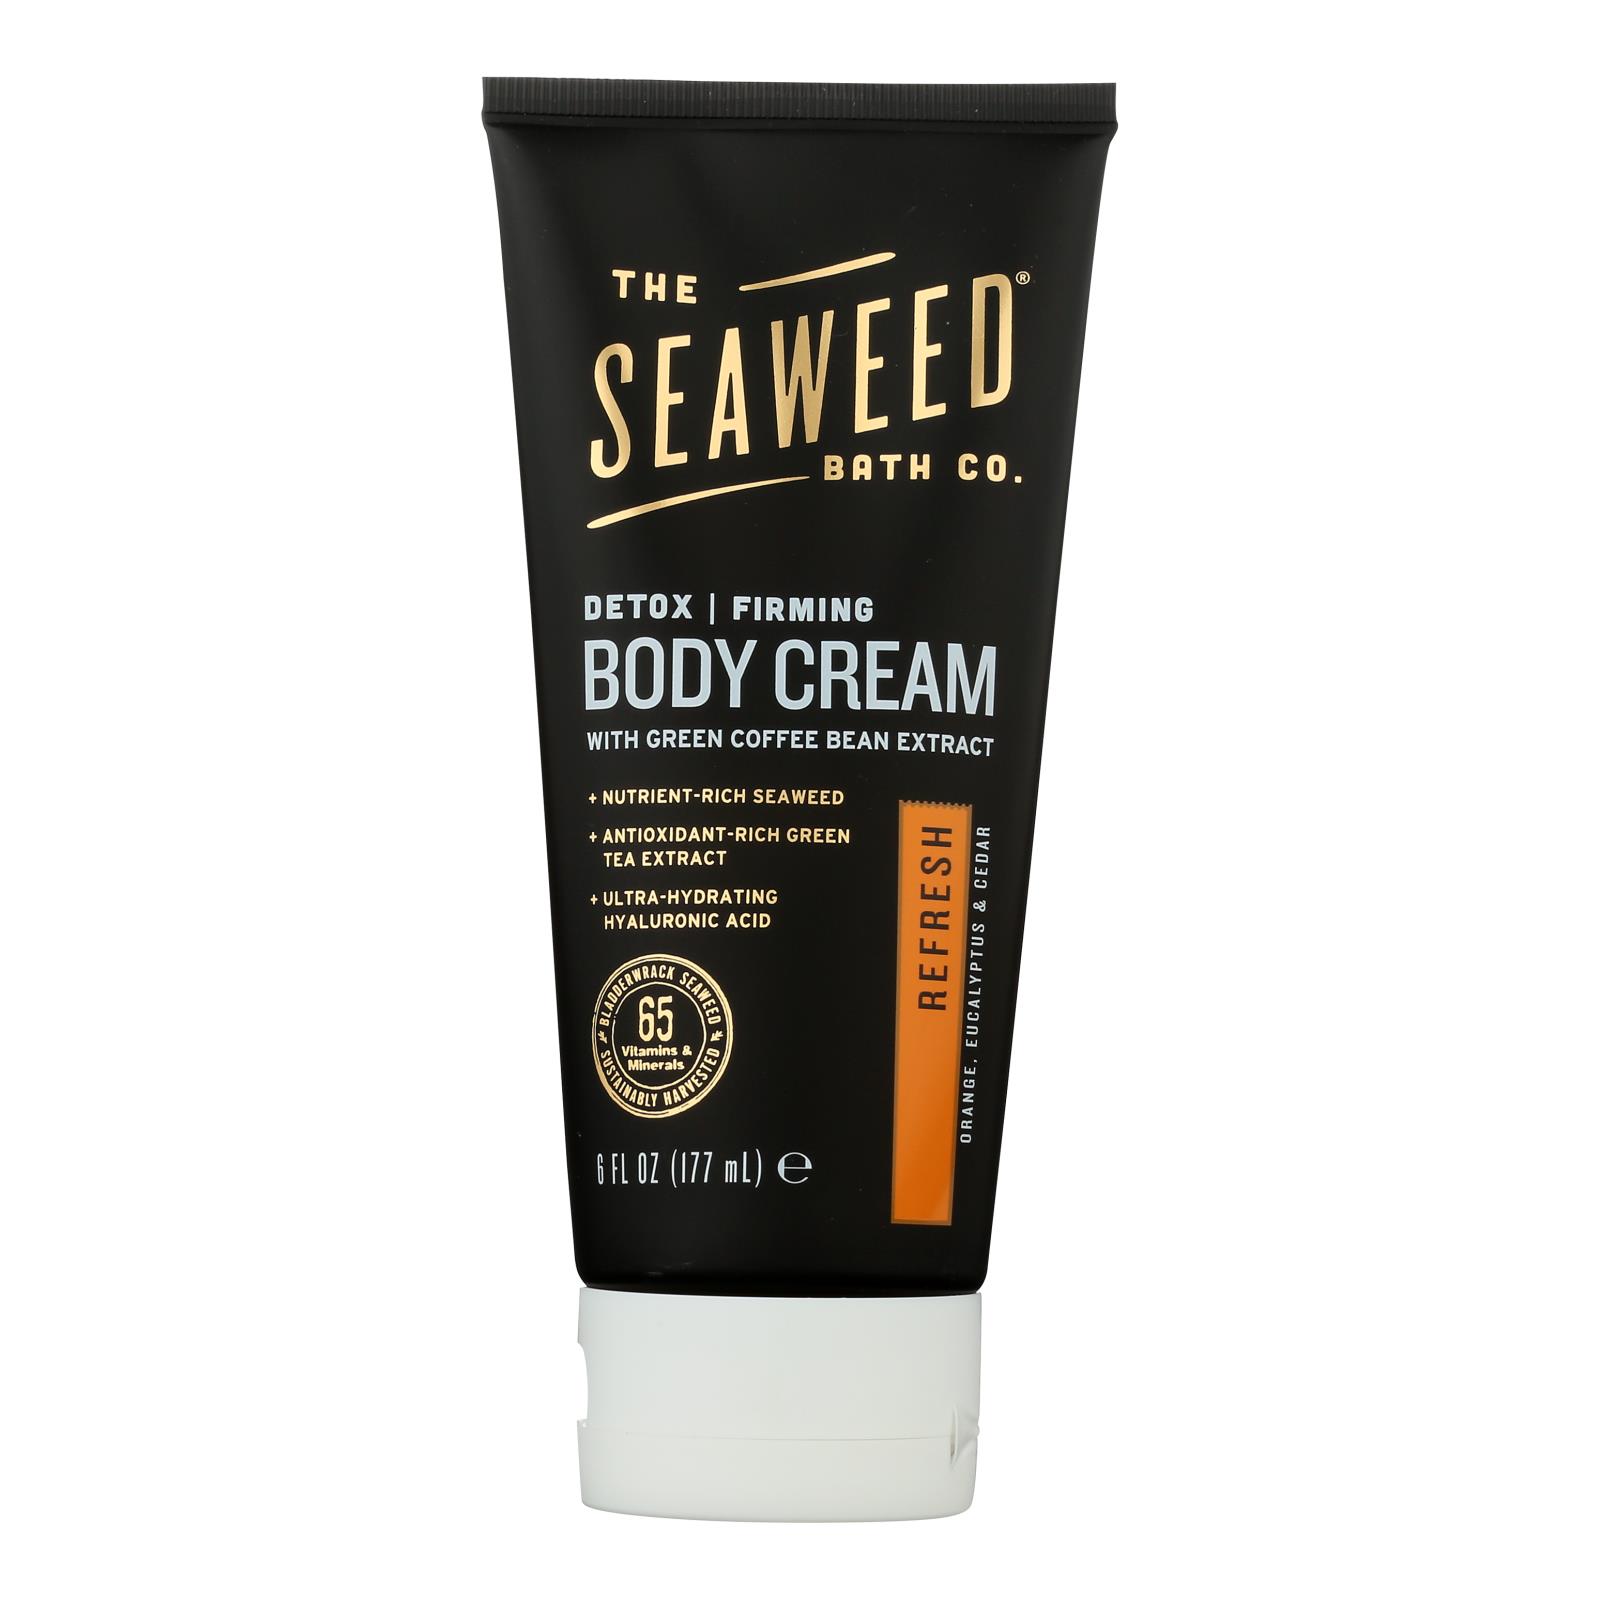 THE
SEAWEED®
BATH CO.
DETOX | FIRMING
BODY CREAM
WITH GREEN COFFEE BEAN EXTRACT
+ NUTRIENT-RICH SEAWEED
+ ANTIOXIDANT-RICH GREEN
TEA EXTRACT
+ ULTRA-HYDRATING
HYALURONIC ACID
BLADDERWRACK SEAWEED
65
Vitamins &
Minerals
SUSTAINABLY HARVESTED
6 FL OZ (177 mL) ℮
REFRESH
ORANGE, EUCALYPTUS & CEDAR